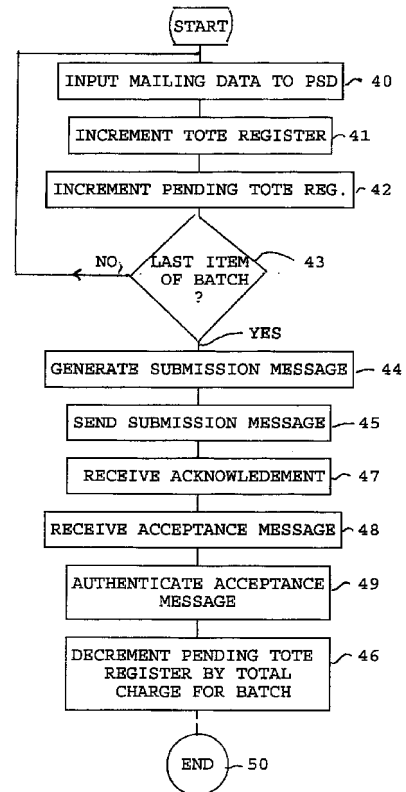 START
INPUT MAILING DATA TO PSD 40
INCREMENT TOTE REGISTER 41
INCREMENT PENDING TOTE REG. 42
NO
LAST ITEM
OF BATCH
?
43
YES
GENERATE SUBMISSION MESSAGE 44
SEND SUBMISSION MESSAGE 45
RECEIVE ACKNOWLEDEMENT 47
RECEIVE ACCEPTANCE MESSAGE 48
AUTHENTICATE ACCEPTANCE
MESSAGE
49
DECREMENT PENDING TOTE
REGISTER BY TOTAL
CHARGE FOR BATCH
46
END 50